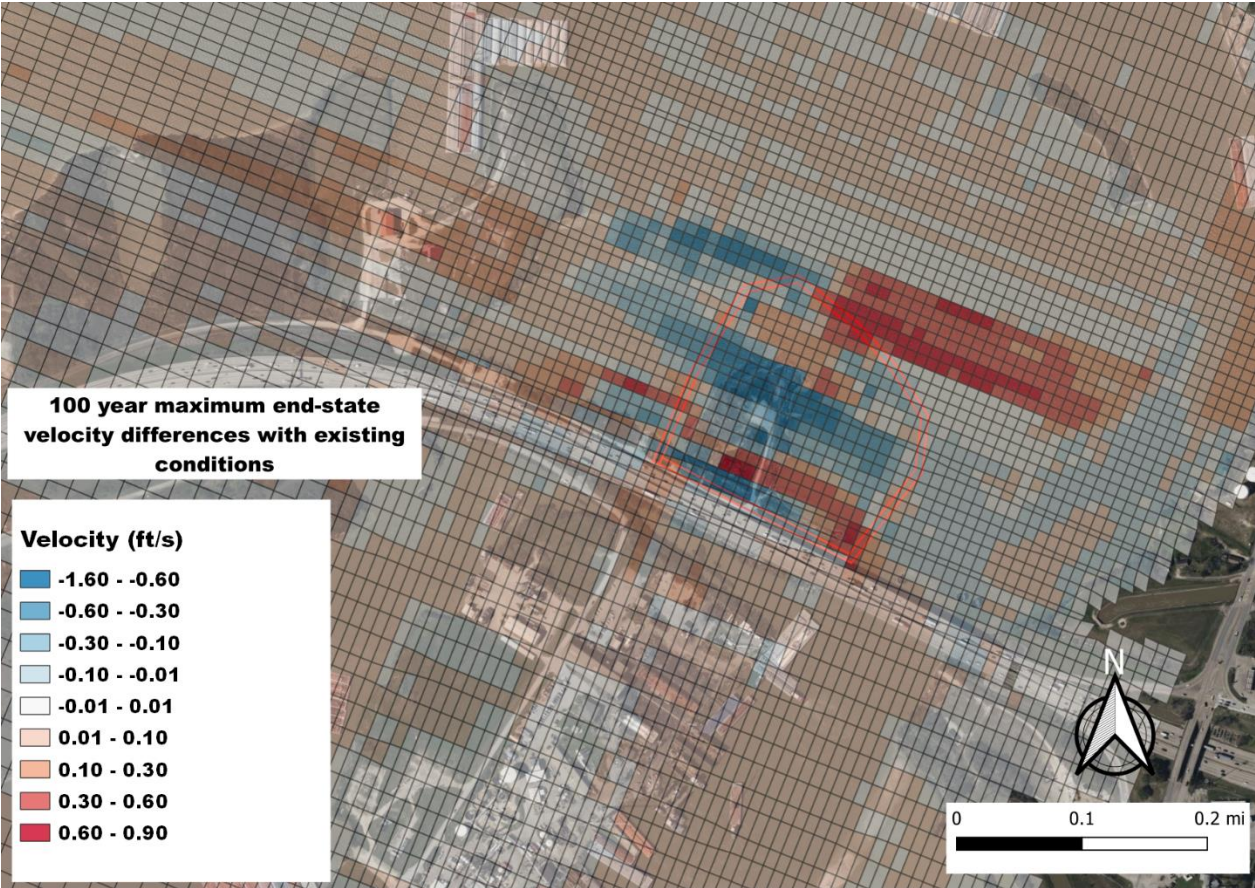 100 year maximum end-state
velocity differences with existing
conditions
Velocity (ft/s)
-1.60 - -0.60
-0.60 - -0.30
-0.30 - -0.10
-0.10 - -0.01
-0.01 - 0.01
0.01 - 0.10
0.10 - 0.30
0.30 - 0.60
0.60 - 0.90
N
0 0.1 0.2 mi